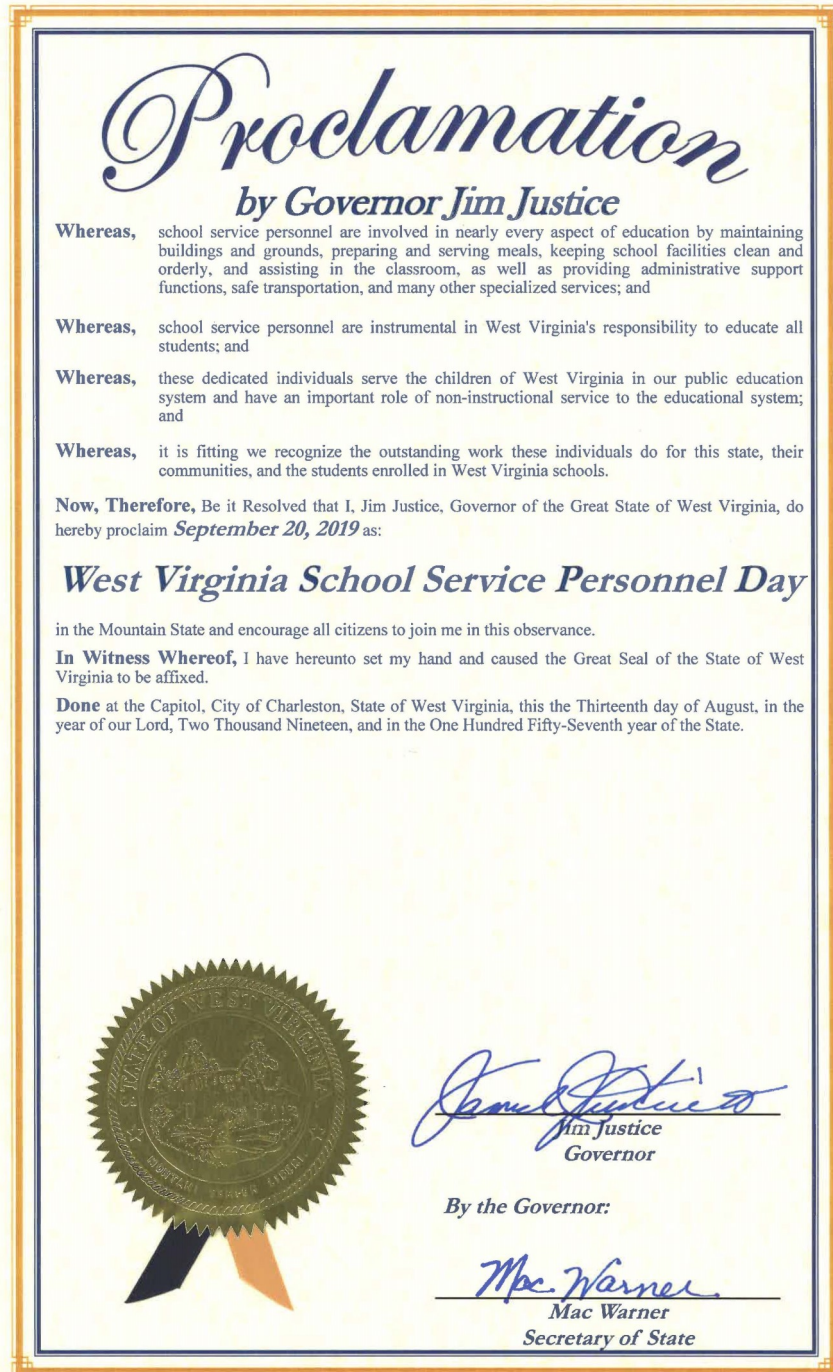 Proclamation
by Governor Jim Justice
Whereas, school service personnel are involved in nearly every aspect of education by maintaining
buildings and grounds, preparing and serving meals, keeping school facilities clean and
orderly, and assisting in the classroom, as well as providing administrative support
functions, safe transportation, and many other specialized services; and
Whereas, school service personnel are instrumental in West Virginia's responsibility to educate all
students; and
Whereas, these dedicated individuals serve the children of West Virginia in our public education
system and have an important role of non-instructional service to the educational system;
and
Whereas, it is fitting we recognize the outstanding work these individuals do for this state, their
communities, and the students enrolled in West Virginia schools.
Now, Therefore, Be it Resolved that I, Jim Justice, Governor of the Great State of West Virginia, do
hereby proclaim September 20, 2019 as:
West Virginia School Service Personnel Day
in the Mountain State and encourage all citizens to join me in this observance.
In Witness Whereof, I have hereunto set my hand and caused the Great Seal of the State of West
Virginia to be affixed.
Done at the Capitol, City of Charleston, State of West Virginia, this the Thirteenth day of August, in the
year of our Lord, Two Thousand Nineteen, and in the One Hundred Fifty-Seventh year of the State.
STATE OF WEST VIRGINIA
MONTANI SEMPER LIBERI
Jim Justice
Governor
By the Governor:
Mac Warner
Mac Warner
Secretary of State